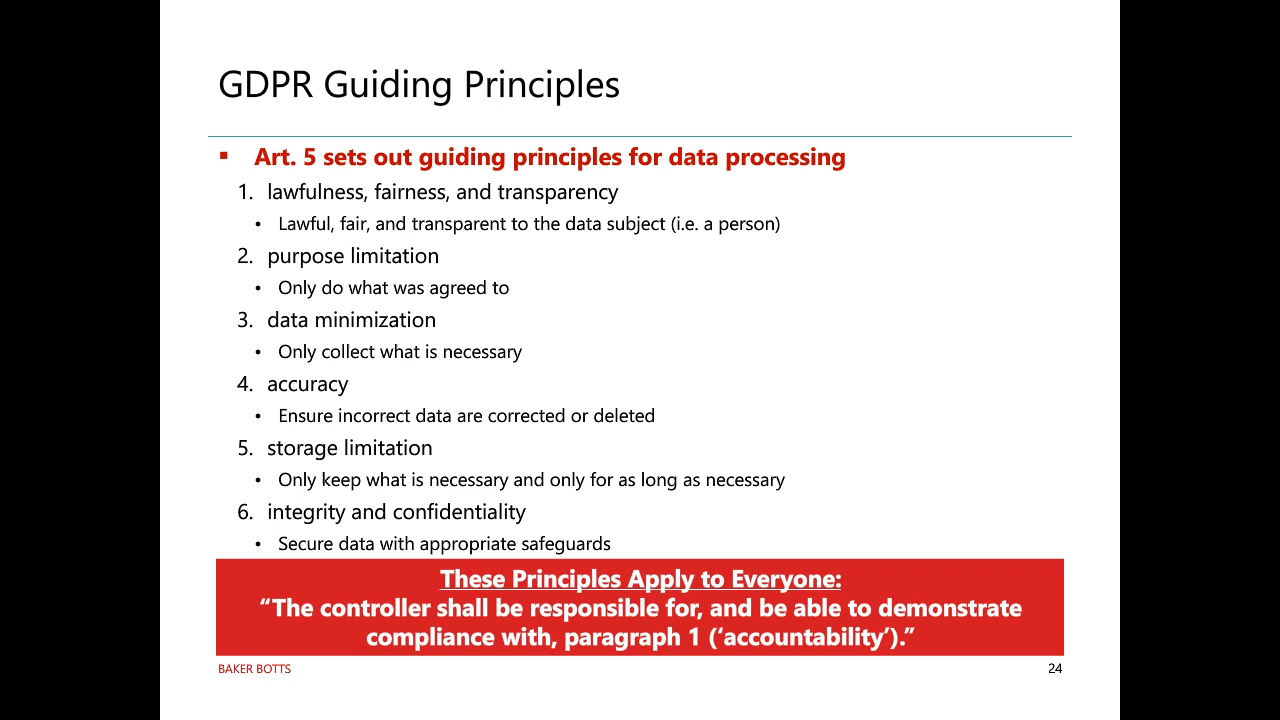 GDPR Guiding Principles
▪ Art. 5 sets out guiding principles for data processing
1. lawfulness, fairness, and transparency
• Lawful, fair, and transparent to the data subject (i.e. a person)
2. purpose limitation
• Only do what was agreed to
3. data minimization
• Only collect what is necessary
4. accuracy
• Ensure incorrect data are corrected or deleted
5. storage limitation
• Only keep what is necessary and only for as long as necessary
6. integrity and confidentiality
• Secure data with appropriate safeguards
These Principles Apply to Everyone:
“The controller shall be responsible for, and be able to demonstrate
compliance with, paragraph 1 (‘accountability’).”
BAKER BOTTS
24